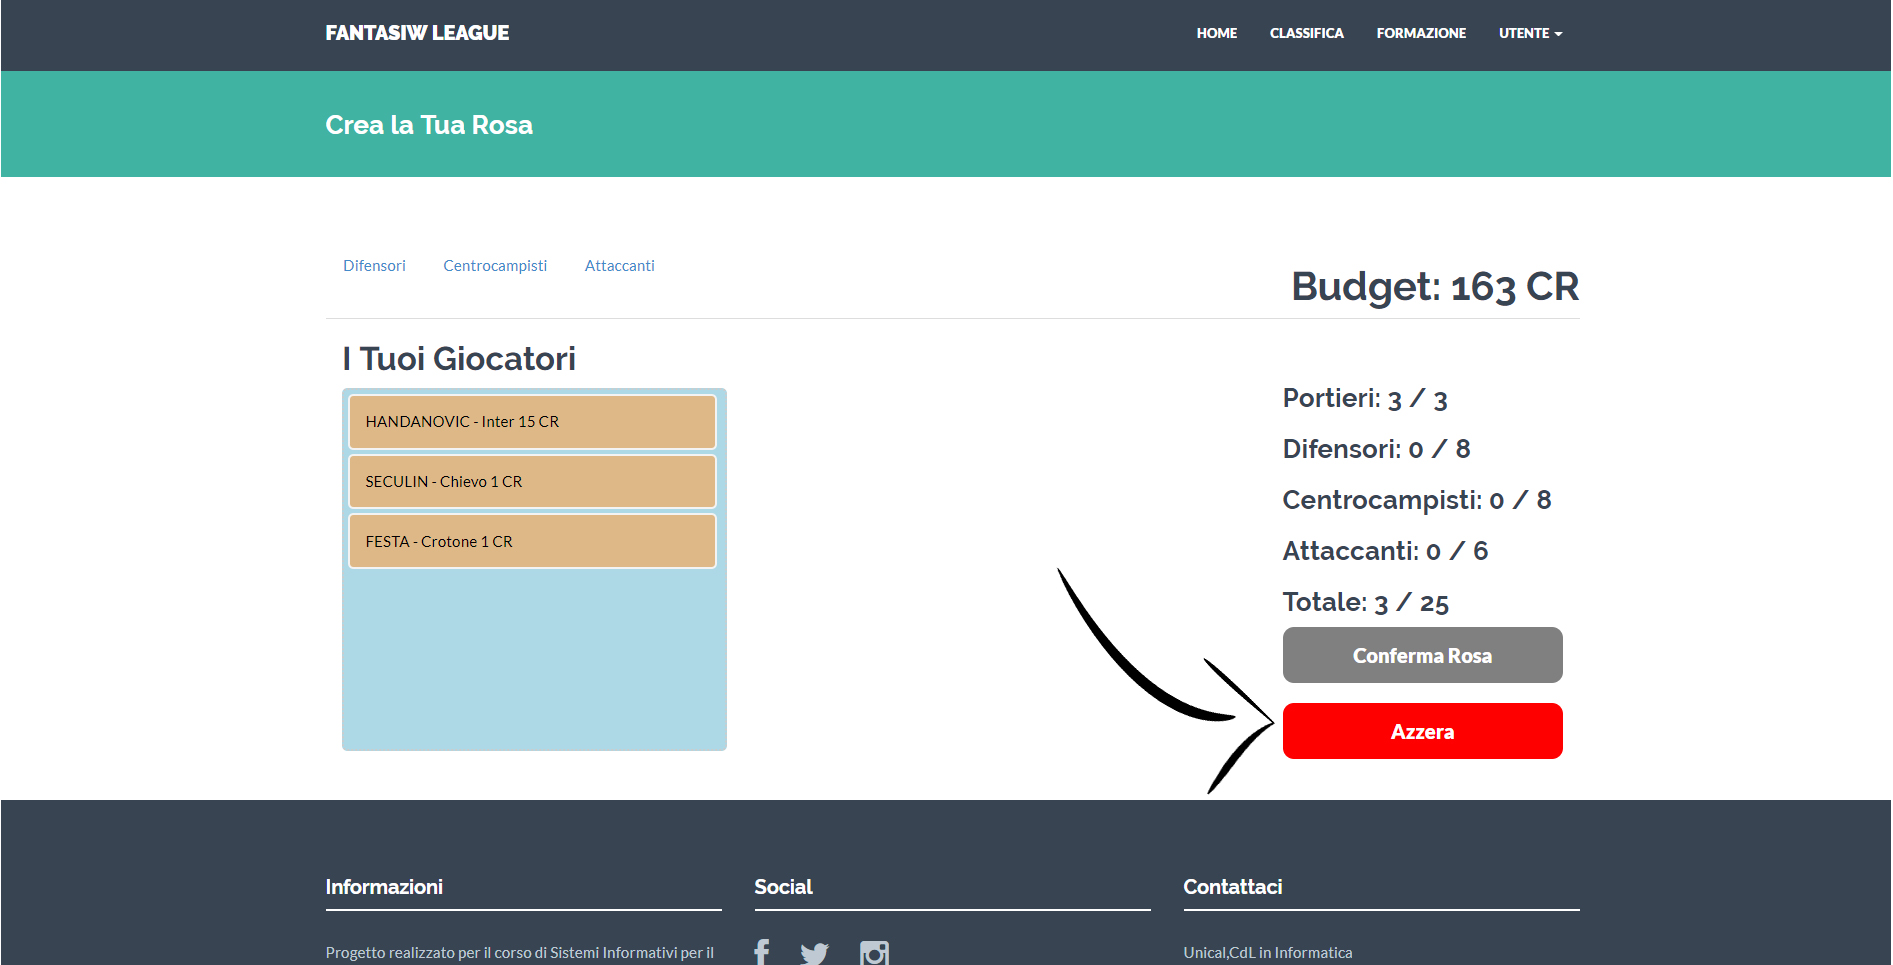 FANTASIW LEAGUE
HOME CLASSIFICA FORMAZIONE UTENTE
Crea la Tua Rosa
Difensori Centrocampisti Attaccanti
Budget: 163 CR
I Tuoi Giocatori
HANDANOVIC - Inter 15 CR
SECULIN - Chievo 1 CR
FESTA - Crotone 1 CR
Portieri: 3 / 3
Difensori: 0 / 8
Centrocampisti: 0 / 8
Attaccanti: 0 / 6
Totale: 3 / 25
Conferma Rosa
Azzera
Informazioni
Progetto realizzato per il corso di Sistemi Informativi per il
Social
Contattaci
Unical,CdL in Informatica